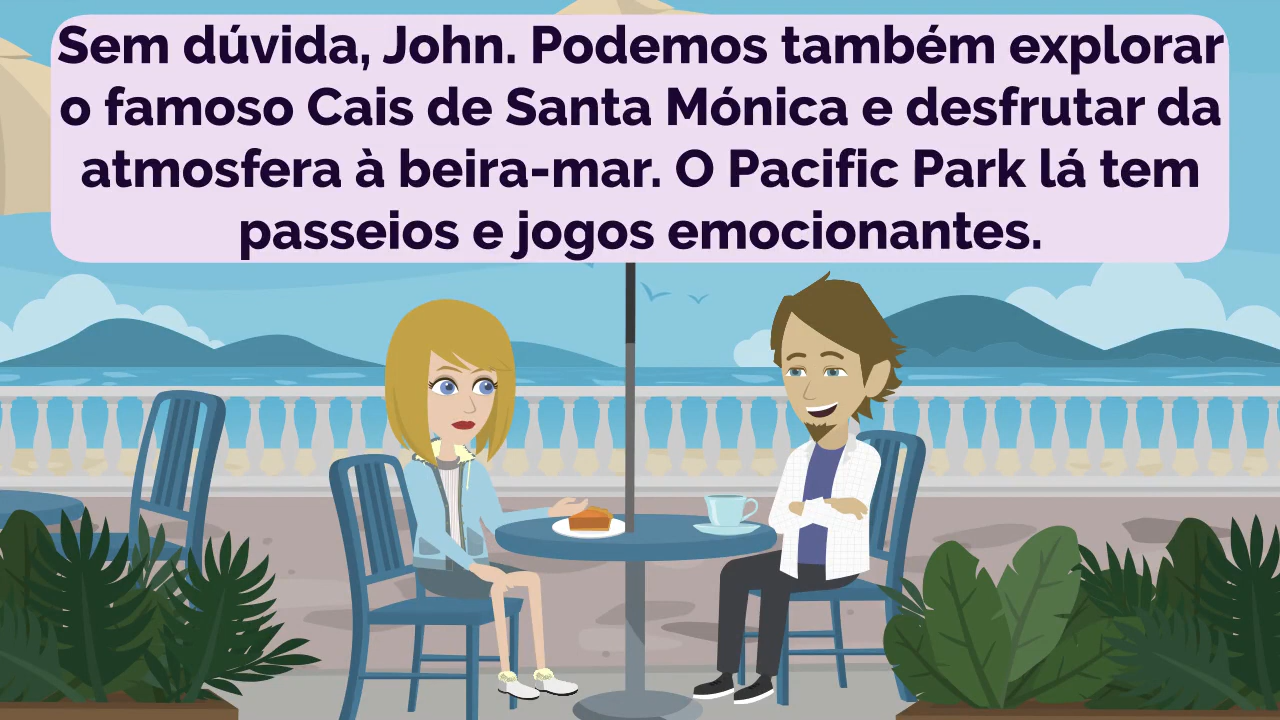 Sem dúvida, John. Podemos também explorar
o famoso Cais de Santa Mónica e desfrutar da
atmosfera à beira-mar. O Pacific Park lá tem
passeios e jogos emocionantes.